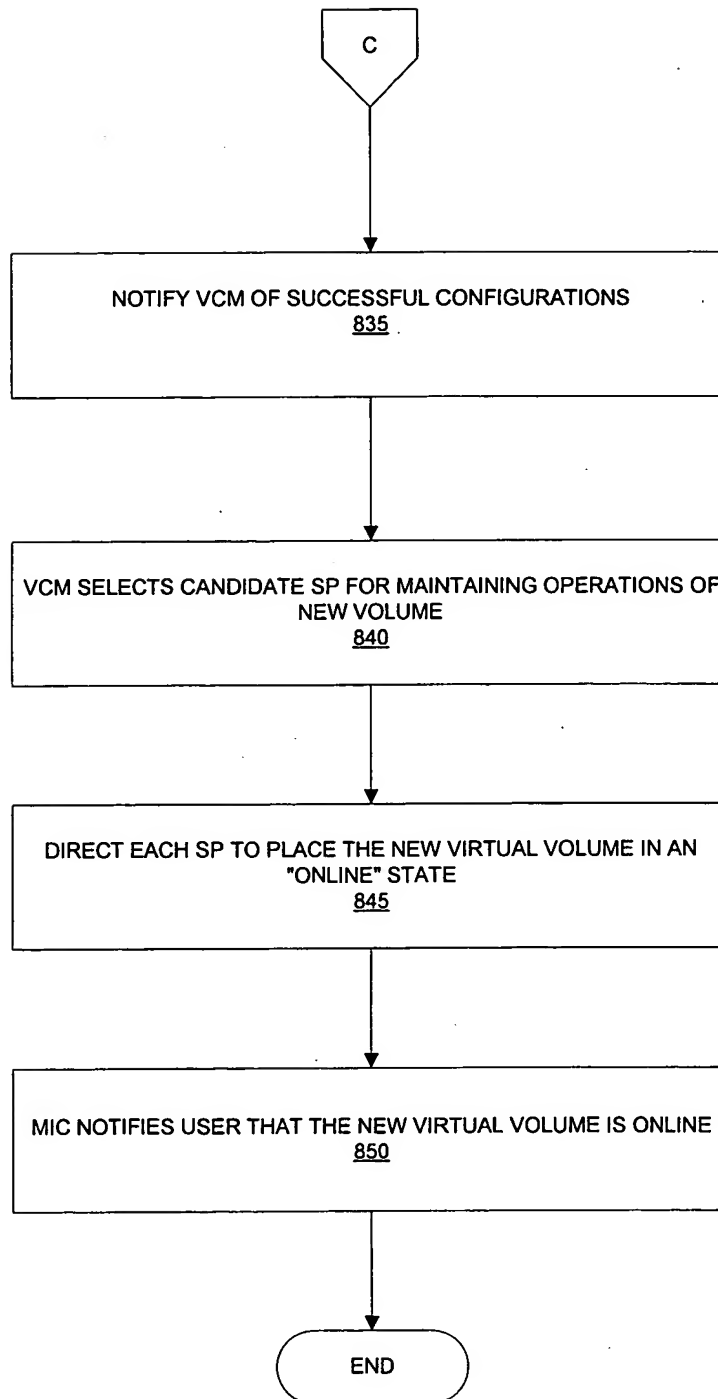 C
NOTIFY VCM OF SUCCESSFUL CONFIGURATIONS
835
VCM SELECTS CANDIDATE SP FOR MAINTAINING OPERATIONS OF
NEW VOLUME
840
DIRECT EACH SP TO PLACE THE NEW VIRTUAL VOLUME IN AN
"ONLINE" STATE
845
MIC NOTIFIES USER THAT THE NEW VIRTUAL VOLUME IS ONLINE
850
END